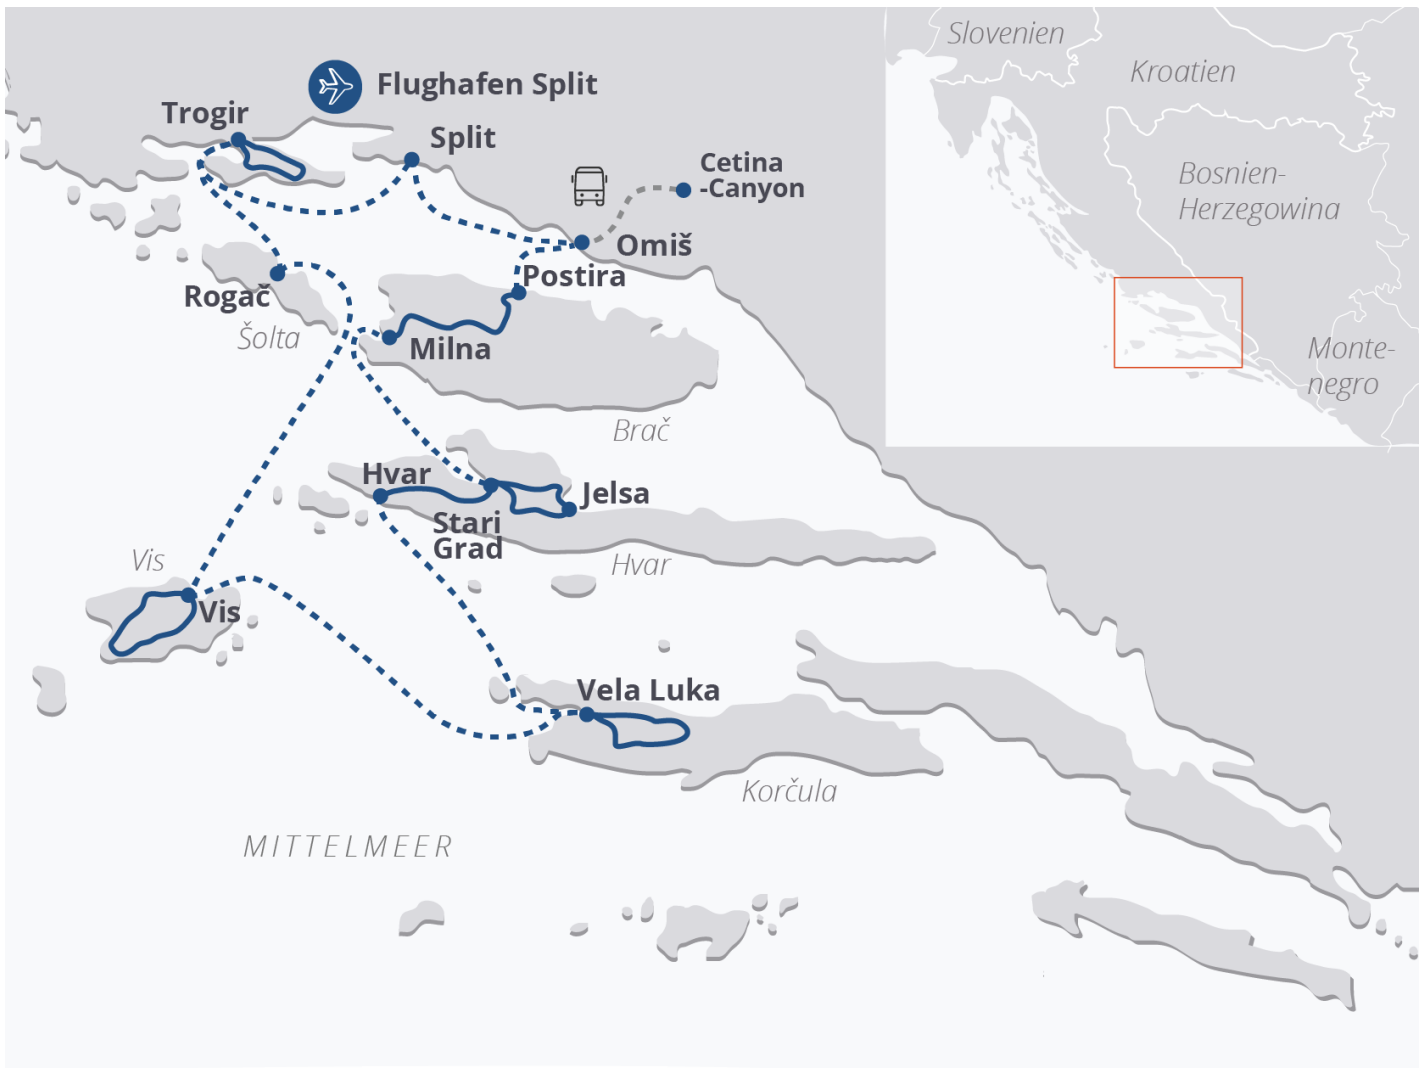 Slovenien
Kroatien
Flughafen Split
Trogir
Split
Cetina
-Canyon
Bosnien-
Herzegowina
Omiš
Postira
Rogač
Šolta
Milna
Monte-
negro
Brač
Hvar
Jelsa
Stari
Grad
Hvar
Vis
Vis
Vela Luka
Korčula
MITTELMEER